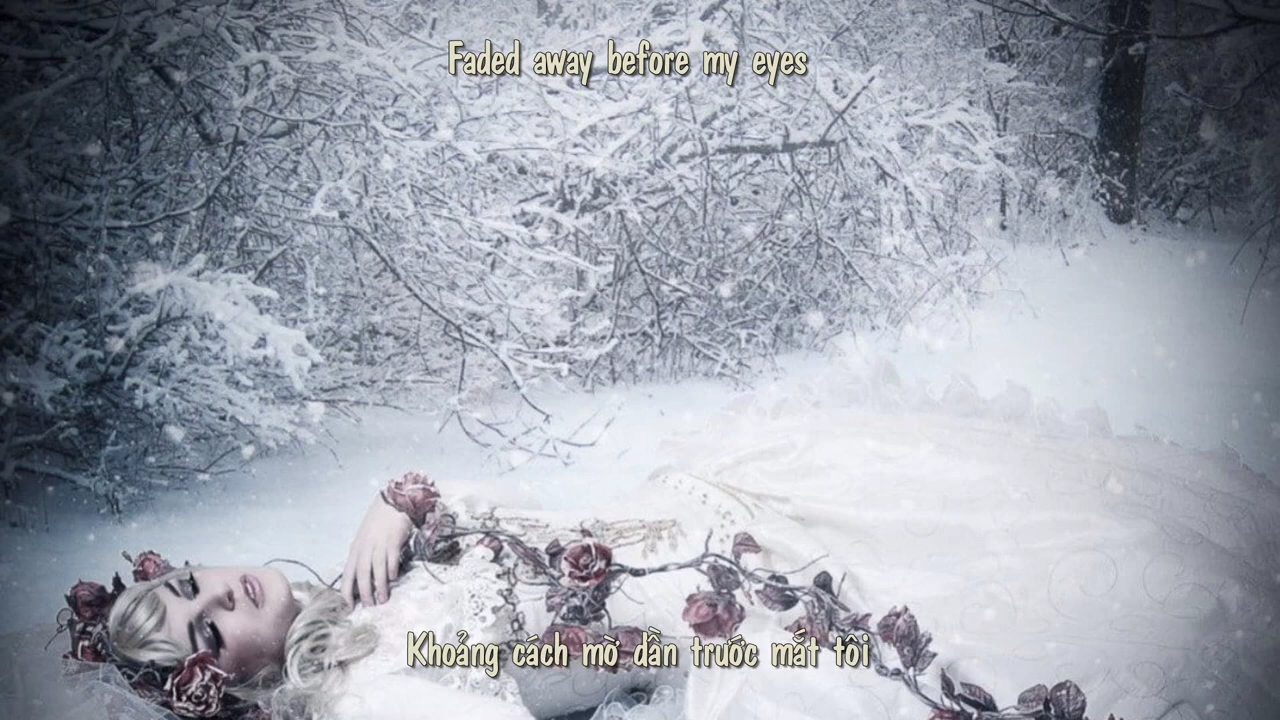 Faded away before my eyes
Khoảng cách mờ dần trước mắt tôi